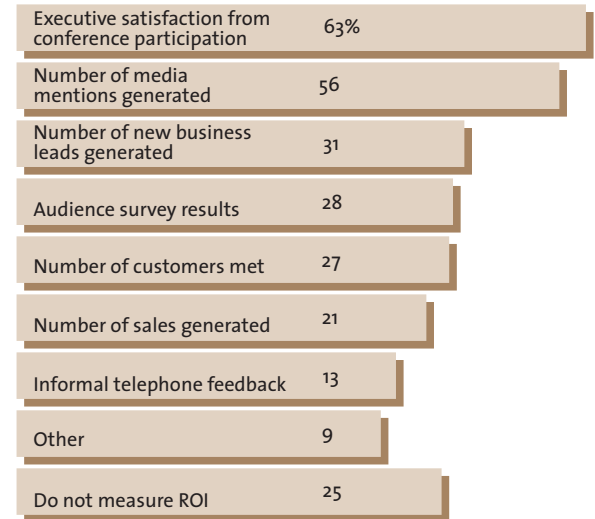 Executive satisfaction from
conference participation 63%
Number of media
mentions generated 56
Number of new business
leads generated 31
Audience survey results 28
Number of customers met 27
Number of sales generated 21
Informal telephone feedback 13
Other 9
Do not measure ROI 25